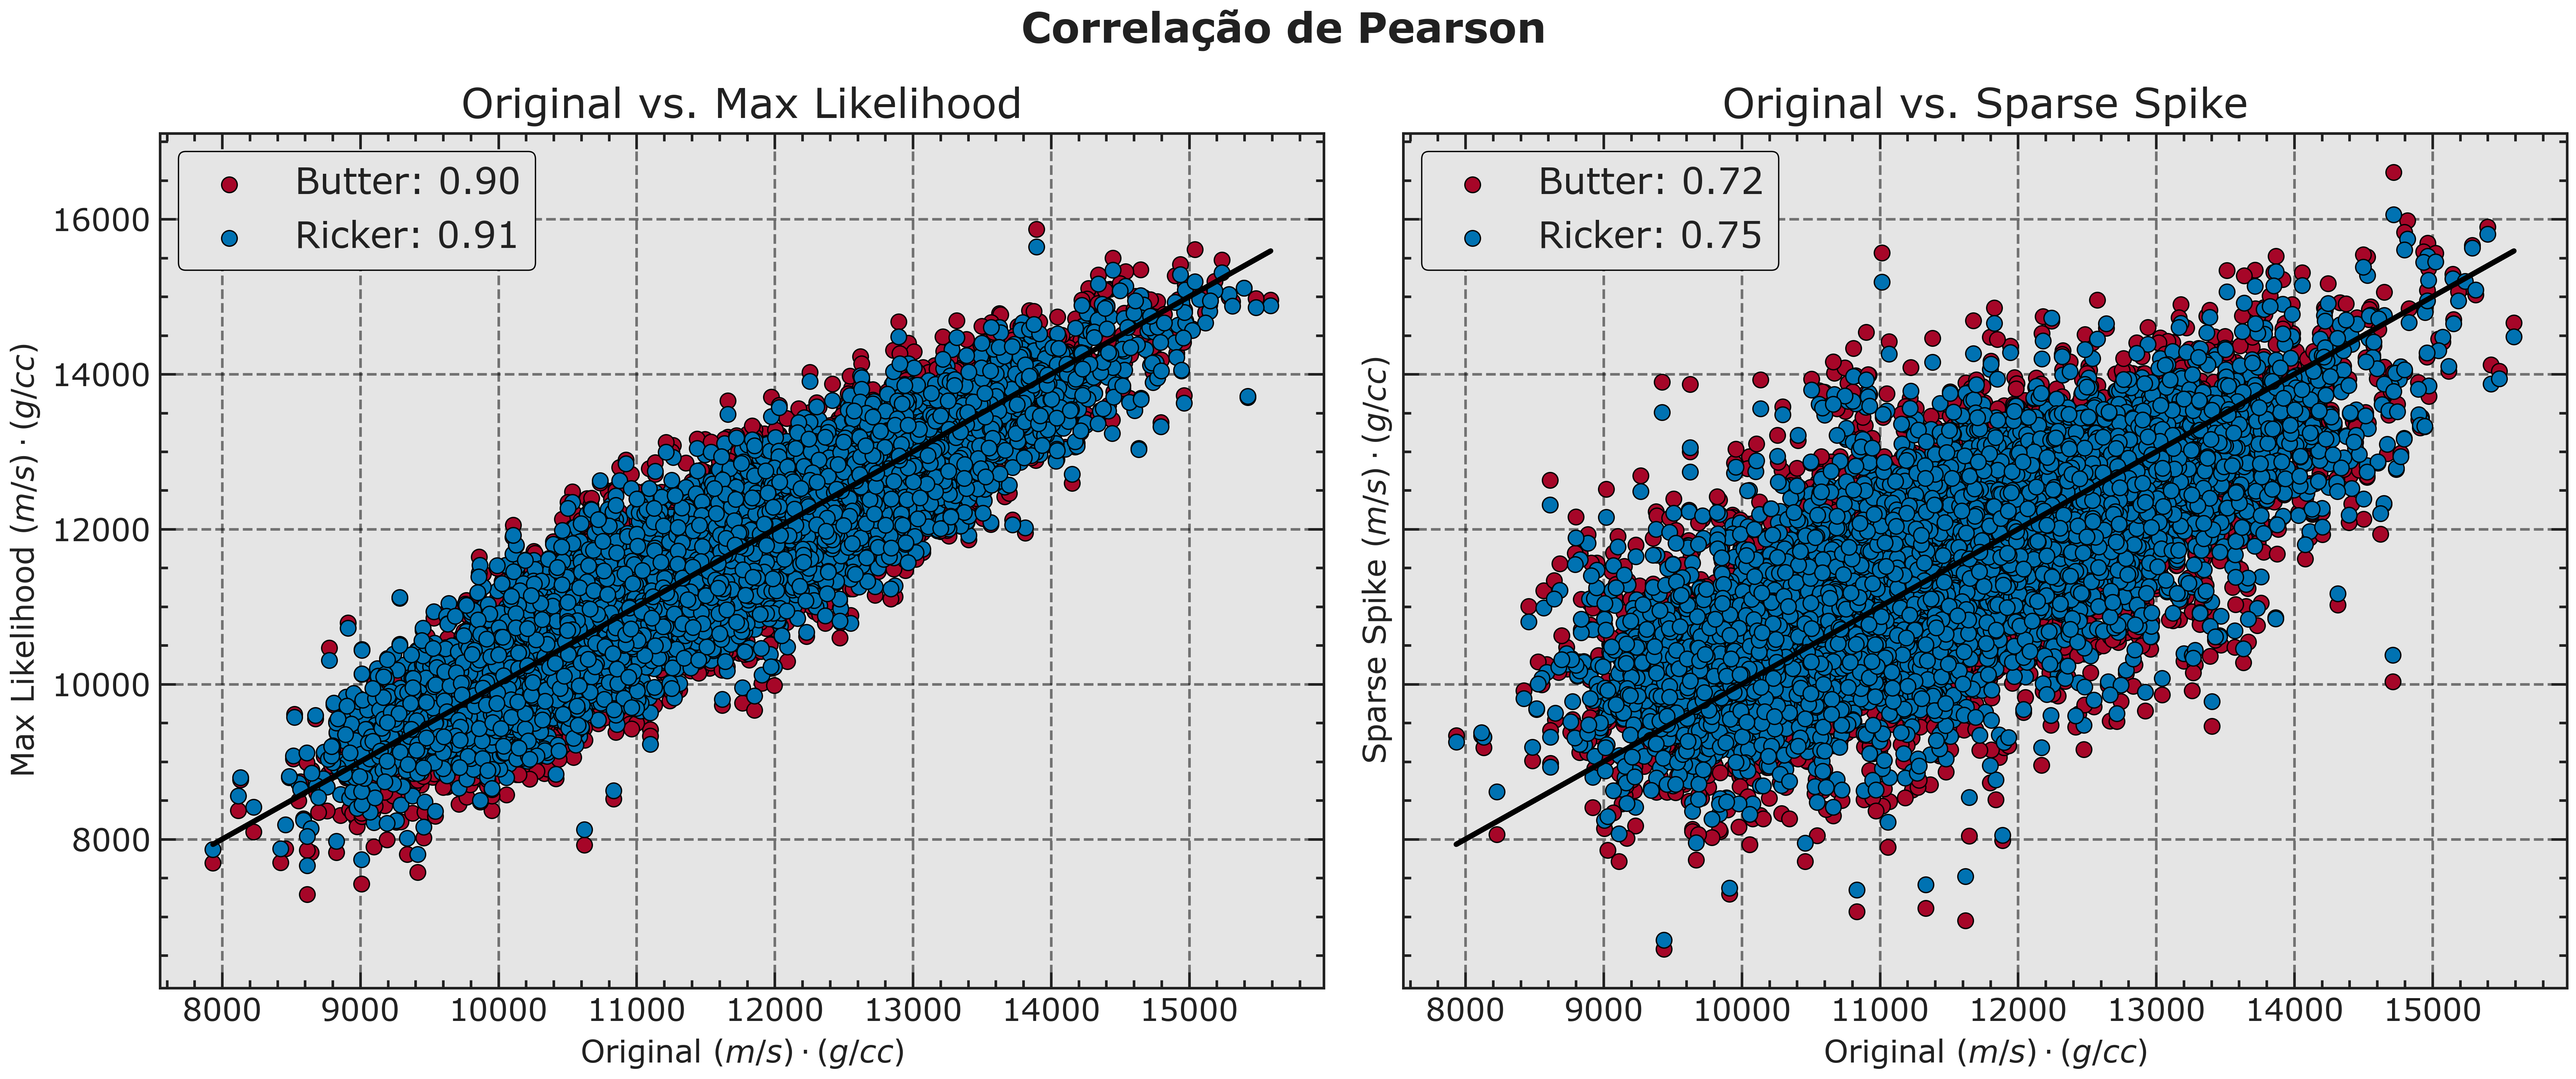 Correlação de Pearson
Original vs. Max Likelihood
Butter: 0.90
Ricker: 0.91
16000
14000
12000
10000
8000
Max Likelihood (m/s) · (g/cc)
8000 9000 10000 11000 12000 13000 14000 15000
Original (m/s) · (g/cc)
Original vs. Sparse Spike
Butter: 0.72
Ricker: 0.75
Sparse Spike (m/s) · (g/cc)
8000 9000 10000 11000 12000 13000 14000 15000
Original (m/s) · (g/cc)